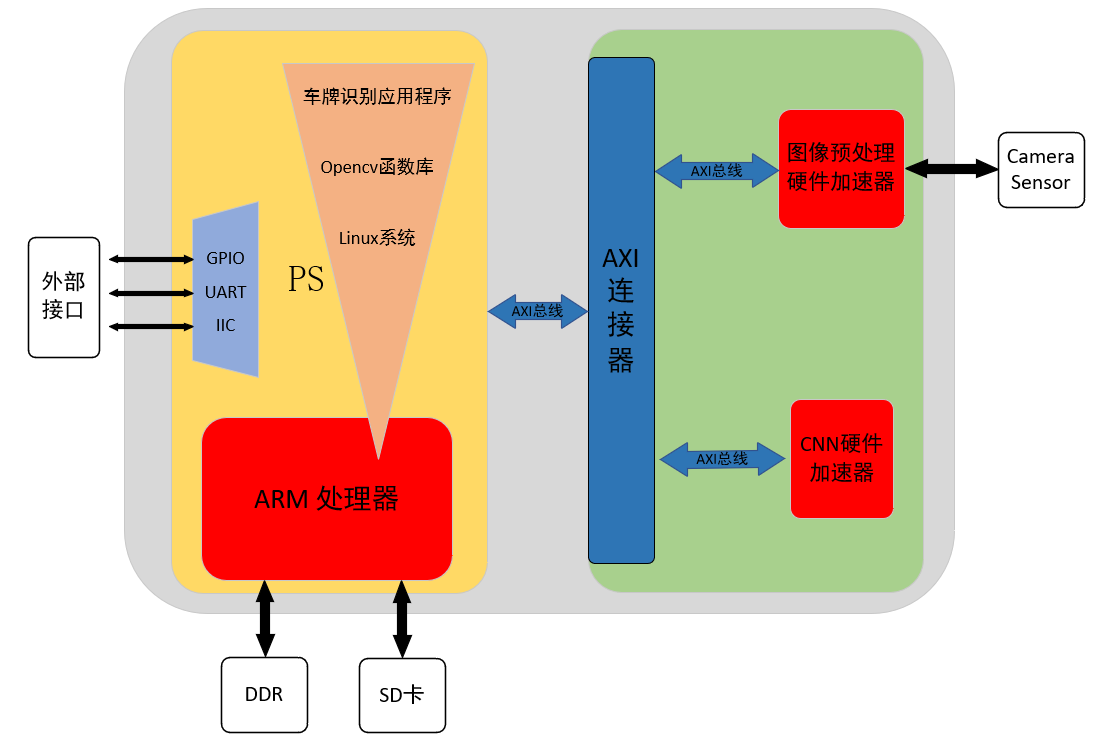 车牌识别应用程序
Opencv函数库
Linux系统
PS
GPIO
UART
IIC
外部
接口
ARM 处理器
DDR
SD卡
AXI总线
AXI
连
接
器
AXI总线
图像预处理
硬件加速器
Camera
Sensor
AXI总线
CNN硬件
加速器